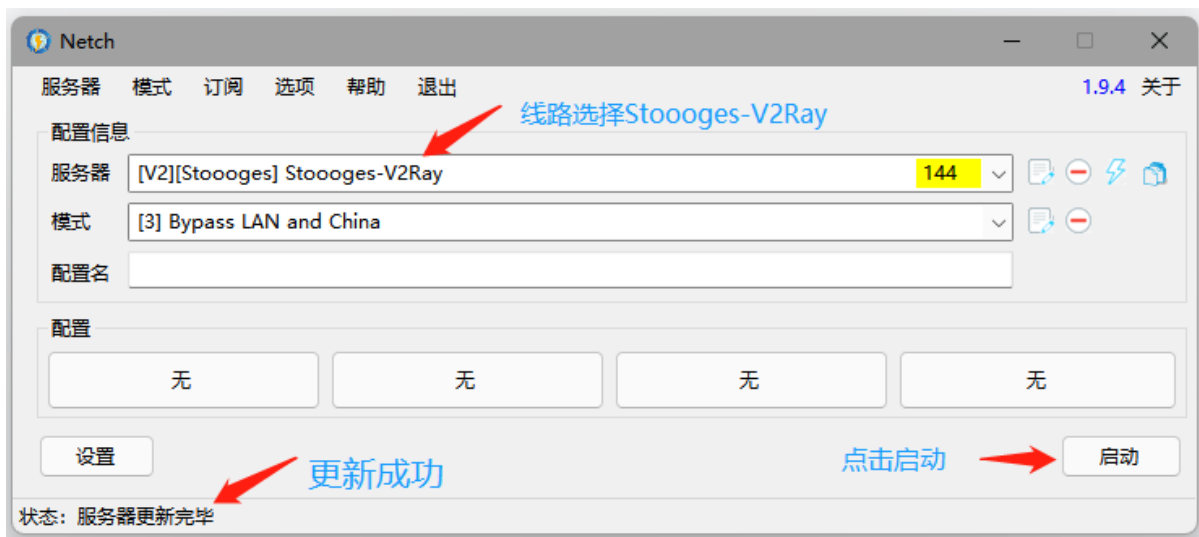 Netch
服务器 模式 订阅 选项 帮助 退出 1.9.4 关于
线路选择Stoooges-V2Ray
配置信息
服务器 [V2][Stoooges] Stoooges-V2Ray 144
模式 [3] Bypass LAN and China
配置名
配置
无 无 无 无
设置 更新成功 点击启动 启动
状态：服务器更新完毕